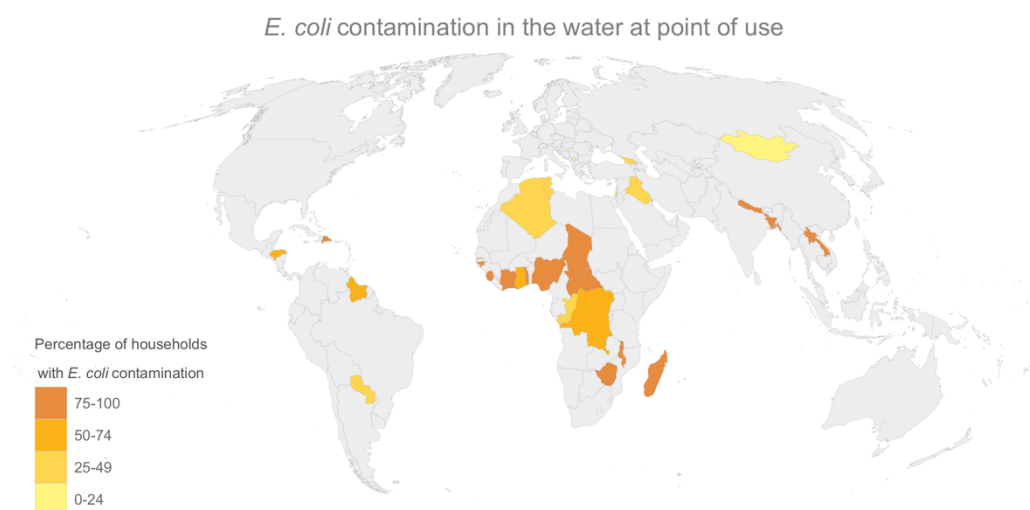 E. coli contamination in the water at point of use
Percentage of households
with E. coli contamination
75-100
50-74
25-49
0-24